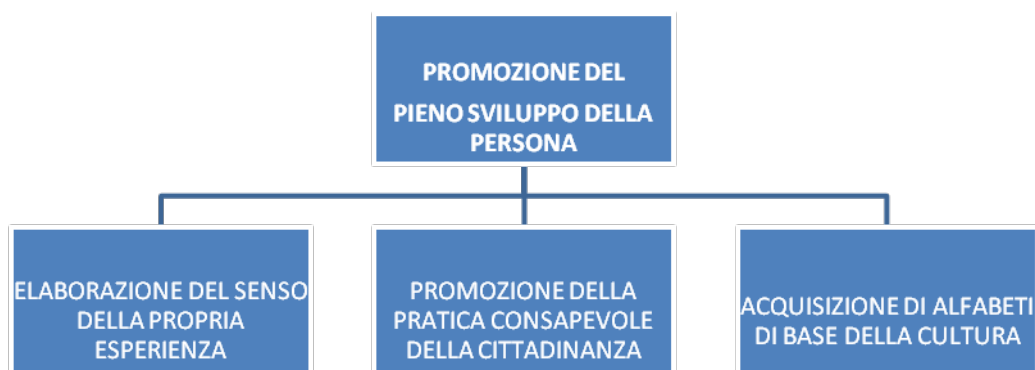 PROMOZIONE DEL
PIENO SVILUPPO DELLA
PERSONA
ELABORAZIONE DEL SENSO
DELLA PROPRIA
ESPERIENZA
PROMOZIONE DELLA
PRATICA CONSAPEVOLE
DELLA CITTADINANZA
ACQUISIZIONE DI ALFABETI
DI BASE DELLA CULTURA